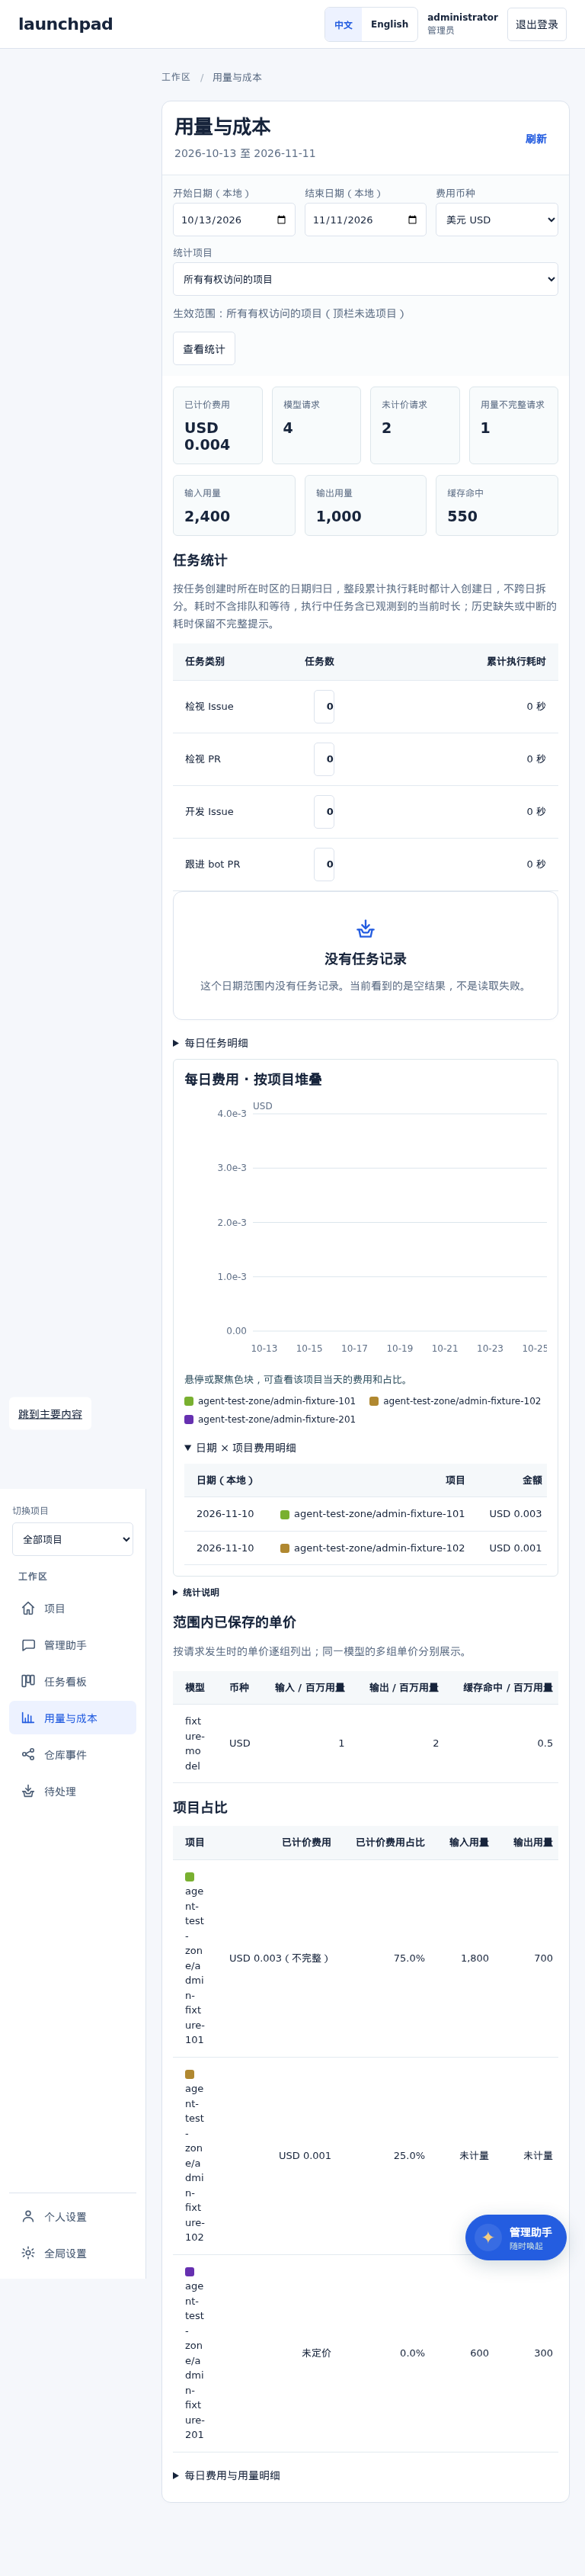 launchpad
中文
English
administrator
管理员
退出登录
工作区 / 用量与成本
用量与成本
2026-10-13 至 2026-11-11
刷新
开始日期（本地）
结束日期（本地）
费用币种
10/13/2026
11/11/2026
美元 USD
统计项目
所有有权访问的项目
生效范围：所有有权访问的项目（顶栏未选项目）
查看统计
已计价费用
USD
0.004
模型请求
4
未计价请求
2
用量不完整请求
1
输入用量
2,400
输出用量
1,000
缓存命中
550
任务统计
按任务创建时所在时区的日期归日，整段累计执行耗时都计入创建日，不跨日拆
分。耗时不含排队和等待，执行中任务含已观测到的当前时长；历史缺失或中断的
耗时保留不完整提示。
任务类别 任务数 累计执行耗时
检视 Issue 0 0 秒
检视 PR 0 0 秒
开发 Issue 0 0 秒
跟进 bot PR 0 0 秒
没有任务记录
这个日期范围内没有任务记录。当前看到的是空结果，不是读取失败。
每日任务明细
每日费用 · 按项目堆叠
USD
4.0e-3
3.0e-3
2.0e-3
1.0e-3
0.00
10-13 10-15 10-17 10-19 10-21 10-23 10-25
悬停或聚焦色块，可查看该项目当天的费用和占比。
agent-test-zone/admin-fixture-101
agent-test-zone/admin-fixture-102
agent-test-zone/admin-fixture-201
日期 × 项目费用明细
日期（本地） 项目 金额
2026-11-10 agent-test-zone/admin-fixture-101 USD 0.003
2026-11-10 agent-test-zone/admin-fixture-102 USD 0.001
统计说明
范围内已保存的单价
按请求发生时的单价逐组列出；同一模型的多组单价分别展示。
模型 币种 输入 / 百万用量 输出 / 百万用量 缓存命中 / 百万用量
fixt
ure-
mo
del
USD 1 2 0.5
项目占比
项目 已计价费用 已计价费用占比 输入用量 输出用量
age
nt-
test
-
zon
e/a
dmi
n-
fixt
ure-
101
USD 0.003（不完整） 75.0% 1,800 700
age
nt-
test
-
zon
e/a
dmi
n-
fixt
ure-
102
USD 0.001 25.0% 未计量 未计量
age
nt-
test
-
zon
e/a
dmi
n-
fixt
ure-
201
未定价 0.0% 600 300
每日费用与用量明细
跳到主要内容
切换项目
全部项目
工作区
项目
管理助手
任务看板
用量与成本
仓库事件
待处理
个人设置
全局设置
管理助手
随时唤起